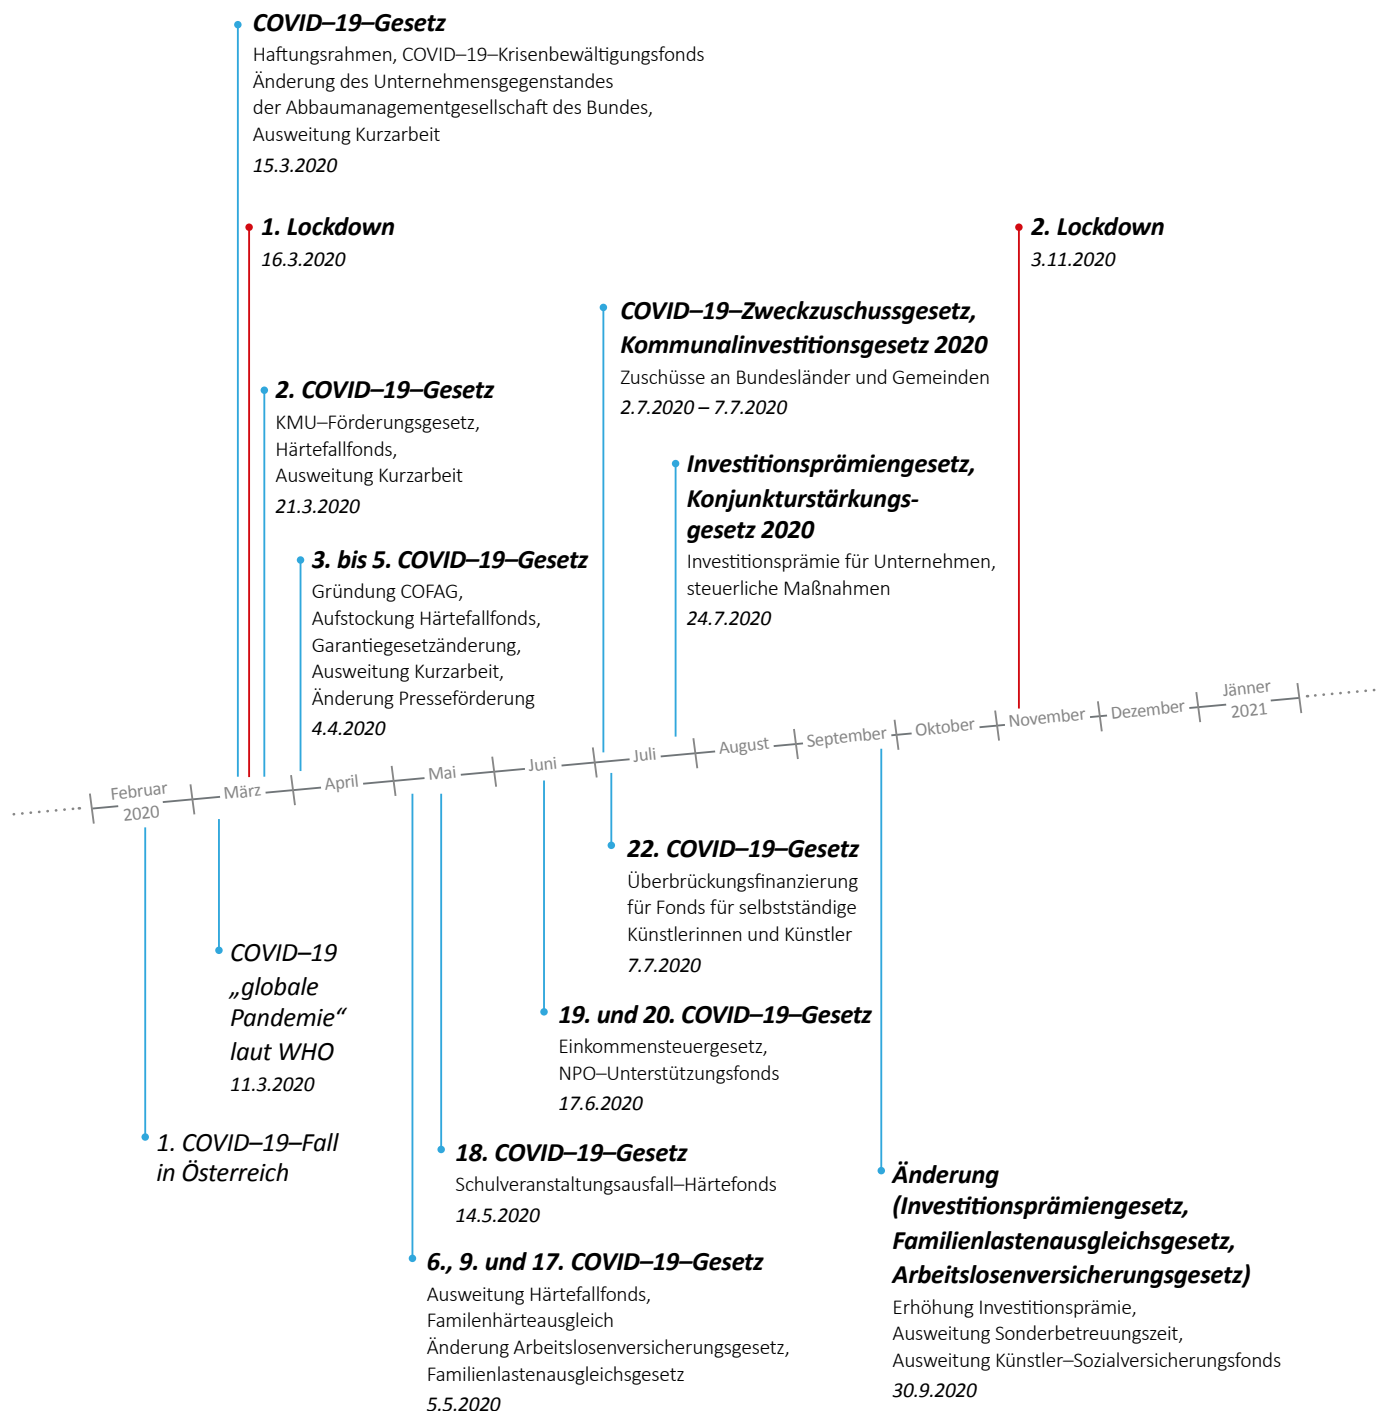 COVID–19–Gesetz
Haftungsrahmen, COVID–19–Krisenbewältigungsfonds
Änderung des Unternehmensgegenstandes
der Abbaumanagementgesellschaft des Bundes,
Ausweitung Kurzarbeit
15.3.2020
1. Lockdown
16.3.2020
2. Lockdown
3.11.2020
COVID–19–Zweckzuschussgesetz,
Kommunalinvestitionsgesetz 2020
Zuschüsse an Bundesländer und Gemeinden
2.7.2020 – 7.7.2020
2. COVID–19–Gesetz
KMU–Förderungsgesetz,
Härtefallfonds,
Ausweitung Kurzarbeit
21.3.2020
Investitionsprämiengesetz,
Konjunkturstärkungs-
gesetz 2020
Investitionsprämie für Unternehmen,
steuerliche Maßnahmen
24.7.2020
3. bis 5. COVID–19–Gesetz
Gründung COFAG,
Aufstockung Härtefallfonds,
Garantiegesetzänderung,
Ausweitung Kurzarbeit,
Änderung Presseförderung
4.4.2020
Februar
2020
März
April
Mai
Juni
Juli
August
September
Oktober
November
Dezember
Jänner
2021
22. COVID–19–Gesetz
Überbrückungsfinanzierung
für Fonds für selbstständige
Künstlerinnen und Künstler
7.7.2020
COVID–19
„globale
Pandemie“
laut WHO
11.3.2020
19. und 20. COVID–19–Gesetz
Einkommensteuergesetz,
NPO–Unterstützungsfonds
17.6.2020
1. COVID–19–Fall
in Österreich
18. COVID–19–Gesetz
Schulveranstaltungsausfall–Härtefonds
14.5.2020
Änderung
(Investitionsprämiengesetz,
Familienlastenausgleichsgesetz,
Arbeitslosenversicherungsgesetz)
Erhöhung Investitionsprämie,
Ausweitung Sonderbetreuungszeit,
Ausweitung Künstler–Sozialversicherungsfonds
30.9.2020
6., 9. und 17. COVID–19–Gesetz
Ausweitung Härtefallfonds,
Familenhärteausgleich
Änderung Arbeitslosenversicherungsgesetz,
Familienlastenausgleichsgesetz
5.5.2020